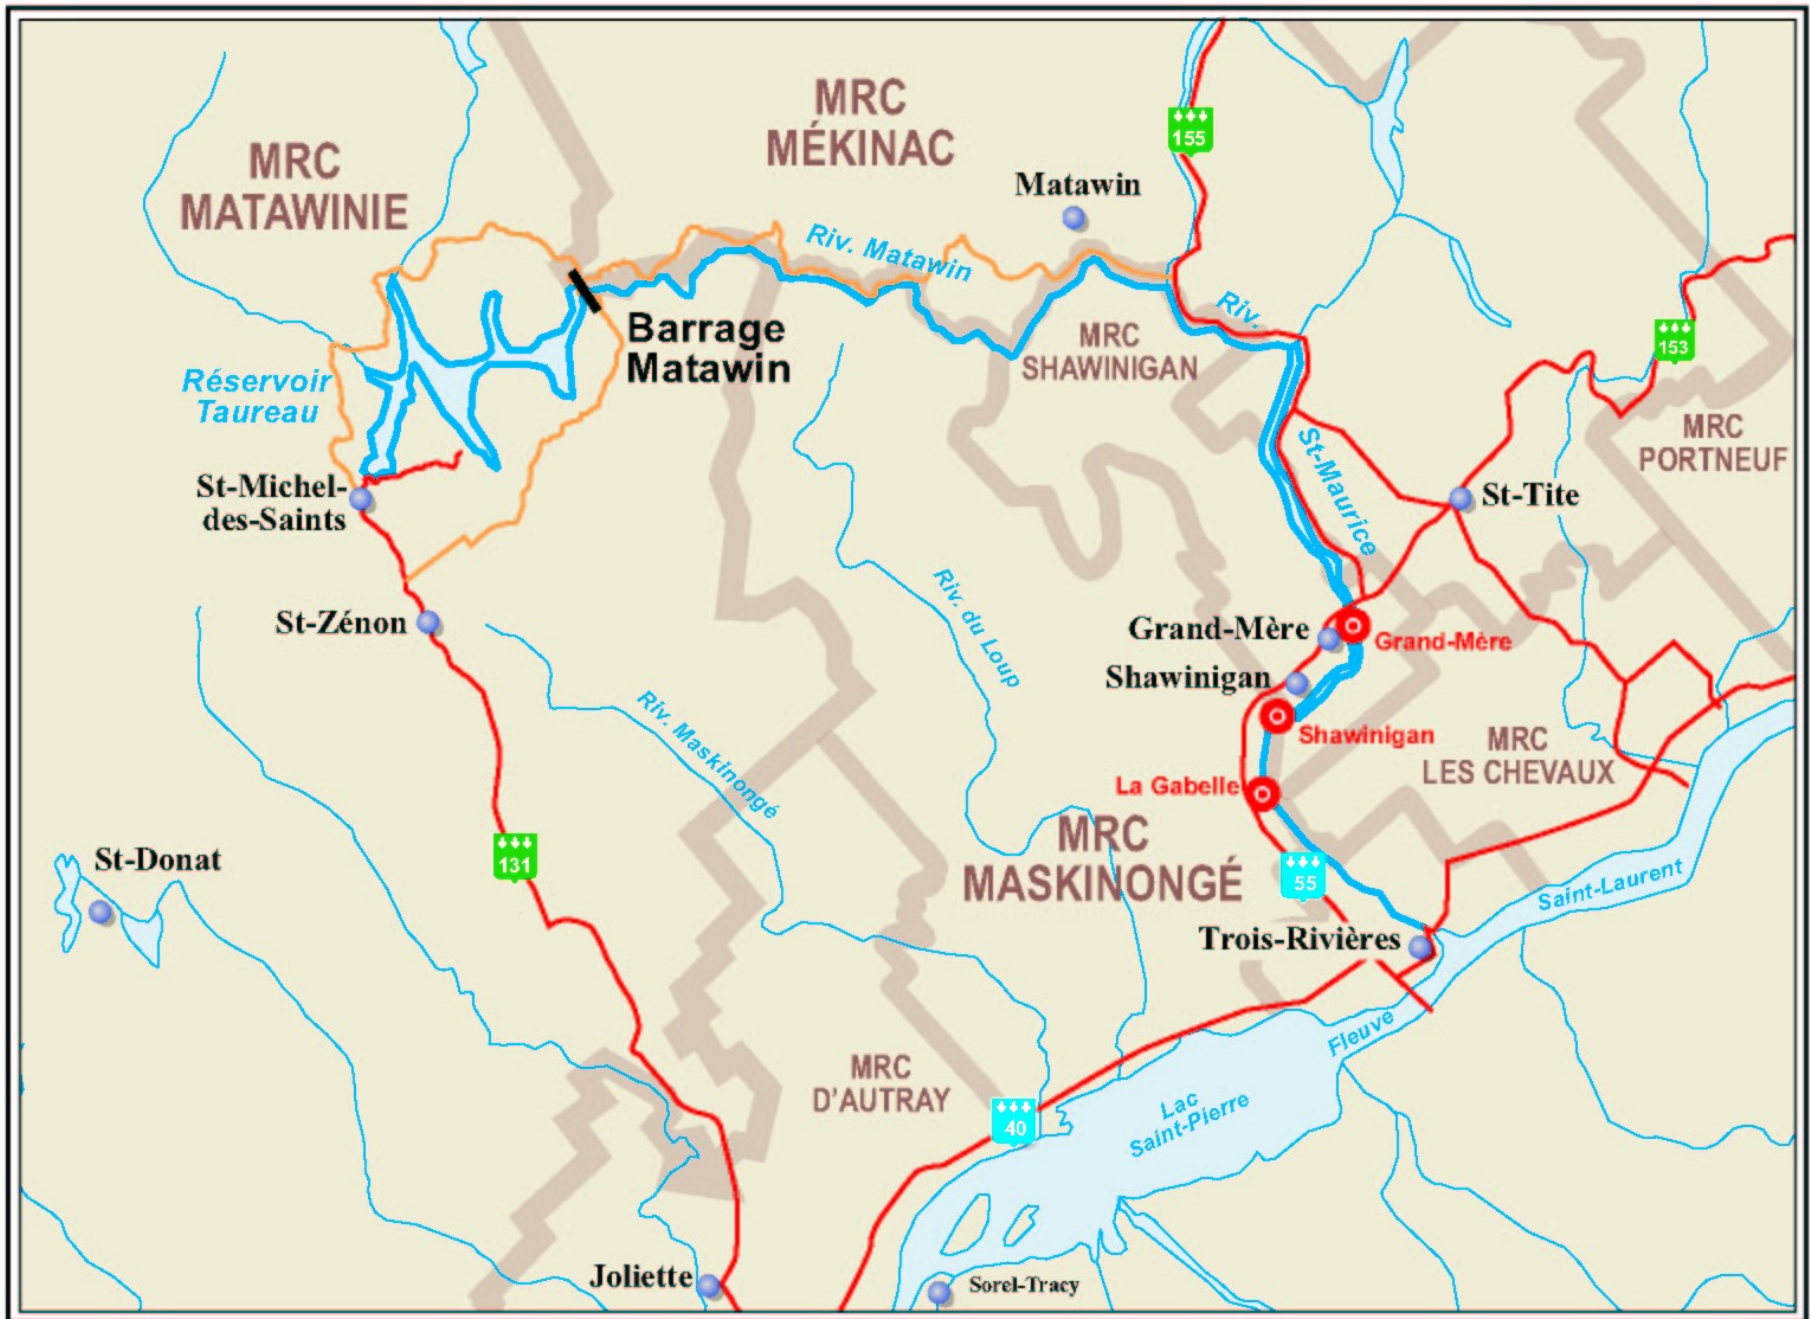 MRC
MÉKINAC
155
MRC
MATAWINIE
Matawin
Riv. Matawin
Riv.
Barrage
Matawin
MRC
SHAWINIGAN
153
Réservoir
Taureau
MRC
PORTNEUF
St-Maurice
St-Michel-
des-Saints
St-Tite
St-Zénon
Riv. du Loup
Grand-Mère
Grand-Mère
Shawinigan
Riv. Maskinongé
Shawinigan
MRC
LES CHEVAUX
La Gabelle
MRC
MASKINONGÉ
131
St-Donat
55
Saint-Laurent
Trois-Rivières
Fleuve
MRC
D'AUTRAY
40
Lac
Saint-Pierre
Joliette
Sorel-Tracy